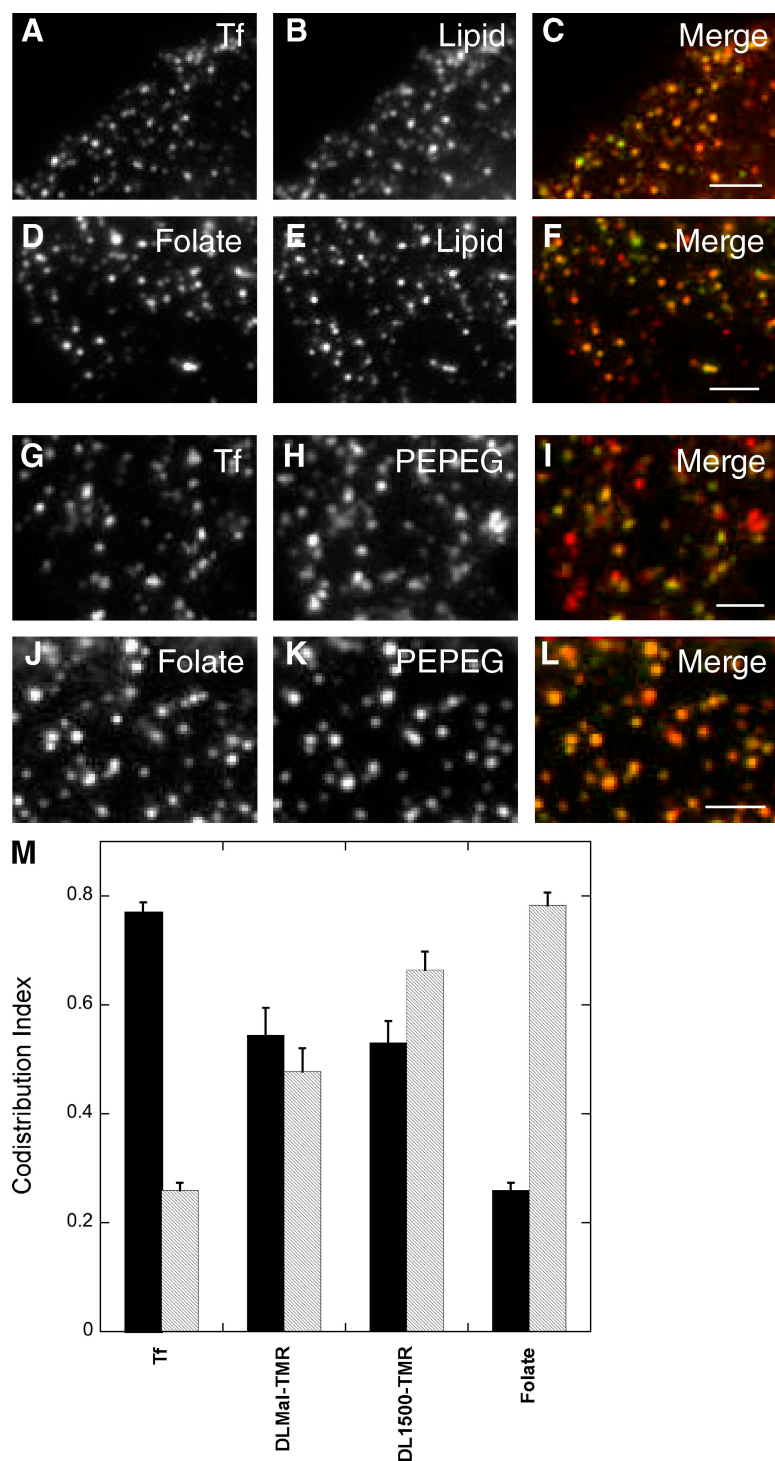 A Tf B Lipid C Merge
D Folate E Lipid F Merge
G Tf H PEPEG I Merge
J Folate K PEPEG L Merge
M
0.8
0.6
0.4
0.2
0
Codistribution Index
Tf
DLMal-TMR
DL1500-TMR
Folate